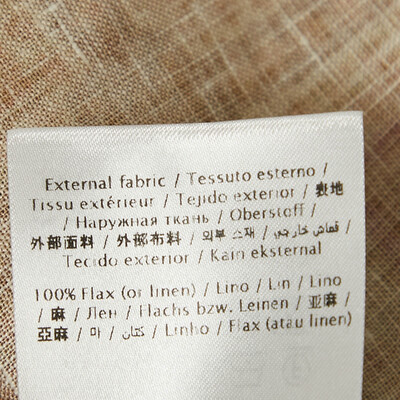 External fabric / Tessuto esterno /
Tissu extérieur / Tejido exterior / 表地
/ Наружная ткань / Oberstoff /
外部面料 / 外部布料 / 외부 소재 / قماش خارجي /
Tecido exterior / Kain eksternal
100% Flax (or linen) / Lino / Lin / Lino
/ 麻 / Лен / Flachs bzw. Leinen / 亚麻 /
亞麻 / 마 / كتان / Linho / Flax (atau linen)